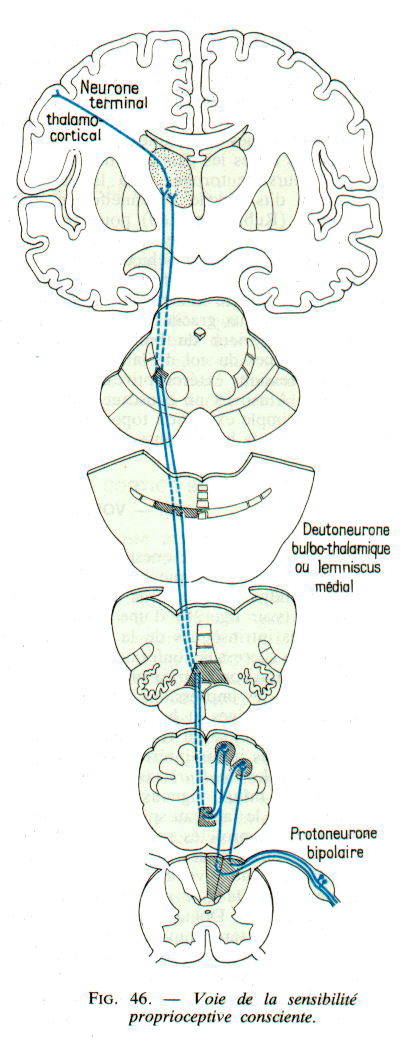 Neurone
terminal
thalamo-
cortical
Deutoneurone
bulbo-thalamique
ou lemniscus
médial
Protoneurone
bipolaire
FIG. 46. — Voie de la sensibilité
proprioceptive consciente.